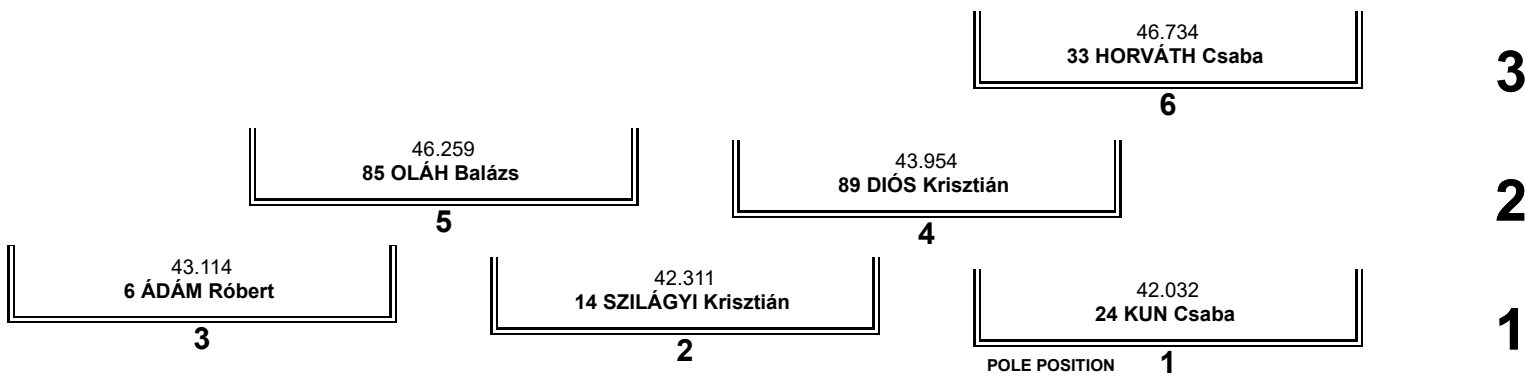 46.734
33 HORVÁTH Csaba
6
3
46.259
85 OLÁH Balázs
5
43.954
89 DIÓS Krisztián
4
2
43.114
6 ÁDÁM Róbert
3
42.311
14 SZILÁGYI Krisztián
2
42.032
24 KUN Csaba
POLE POSITION 1
1